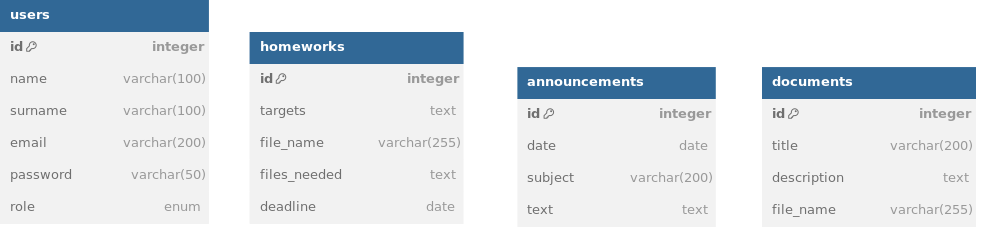 users
id integer
name varchar(100)
surname varchar(100)
email varchar(200)
password varchar(50)
role enum
homeworks
id integer
targets text
file_name varchar(255)
files_needed text
deadline date
announcements
id integer
date date
subject varchar(200)
text text
documents
id integer
title varchar(200)
description text
file_name varchar(255)